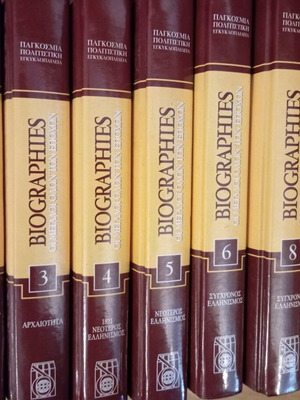 ΠΑΓΚΟΣΜΙΑ
ΠΟΛΙΤΙΣΤΙΚΗ
ΕΓΚΥΚΛΟΠΑΙΔΕΙΑ
BIOGRAPHIES
3
ΑΡΧΑΙΟΤΗΤΑ
ΠΑΓΚΟΣΜΙΑ
ΠΟΛΙΤΙΣΤΙΚΗ
ΕΓΚΥΚΛΟΠΑΙΔΕΙΑ
BIOGRAPHIES
4
ΝΕΟΤΕΡΟΣ
ΕΛΛΗΝΙΣΜΟΣ
ΠΑΓΚΟΣΜΙΑ
ΠΟΛΙΤΙΣΤΙΚΗ
ΕΓΚΥΚΛΟΠΑΙΔΕΙΑ
BIOGRAPHIES
5
ΝΕΟΤΕΡΟΣ
ΕΛΛΗΝΙΣΜΟΣ
ΠΑΓΚΟΣΜΙΑ
ΠΟΛΙΤΙΣΤΙΚΗ
ΕΓΚΥΚΛΟΠΑΙΔΕΙΑ
BIOGRAPHIES
6
ΣΥΓΧΡΟΝΟΣ
ΕΛΛΗΝΙΣΜΟΣ
ΠΑΓΚΟΣΜΙΑ
ΠΟΛΙΤΙΣΤΙΚΗ
ΕΓΚΥΚΛΟΠΑΙΔΕΙΑ
BIOGRAPHIES
8